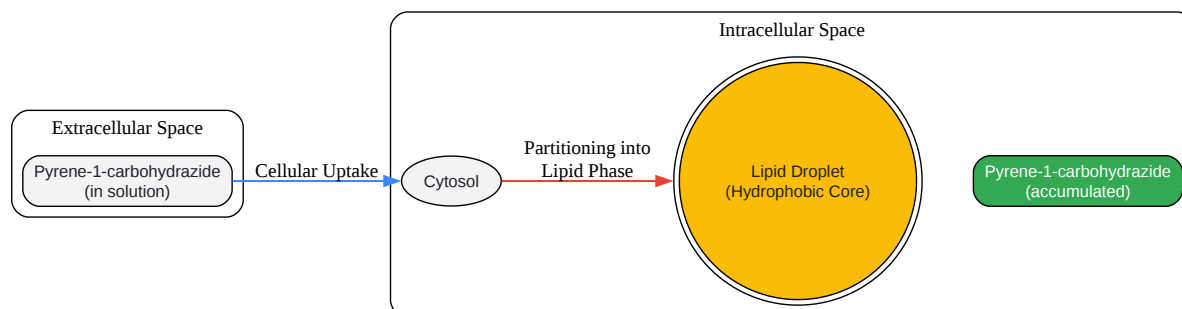 Intracellular Space
Extracellular Space
Pyrene-1-carbohydrazide
(in solution)
Cellular Uptake
Cytosol
Partitioning into
Lipid Phase
Lipid Droplet
(Hydrophobic Core)
Pyrene-1-carbohydrazide
(accumulated)